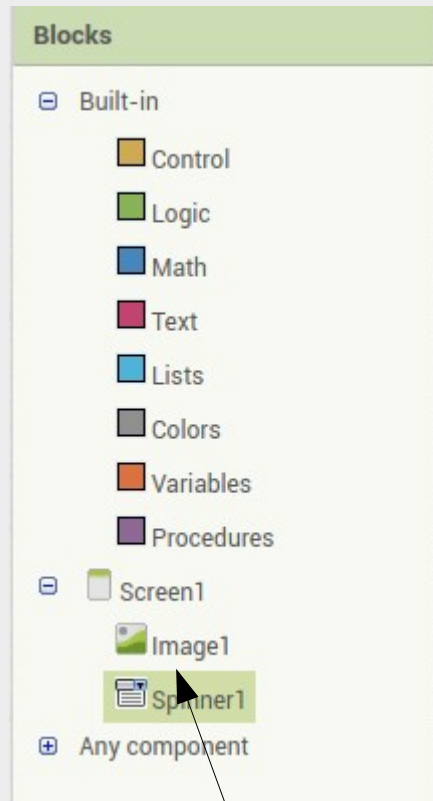 Blocks
Built-in
Control
Logic
Math
Text
Lists
Colors
Variables
Procedures
Screen1
Image1
Spinner1
Any component